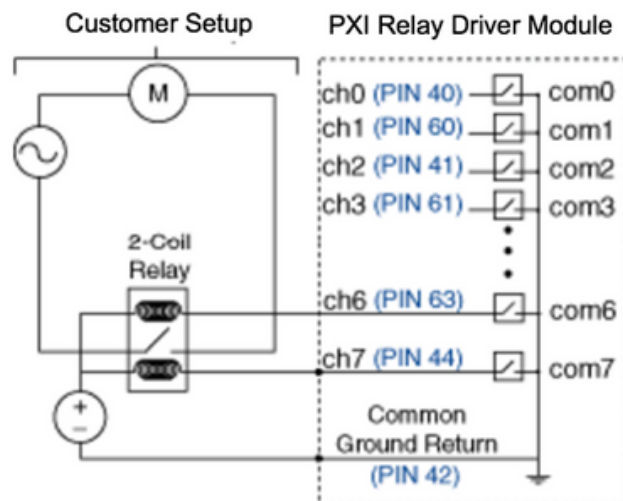 Customer Setup
PXI Relay Driver Module
M
ch0 (PIN 40) com0
ch1 (PIN 60) com1
ch2 (PIN 41) com2
ch3 (PIN 61) com3
2-Coil
Relay
ch6 (PIN 63) com6
ch7 (PIN 44) com7
+
−
Common
Ground Return
(PIN 42)